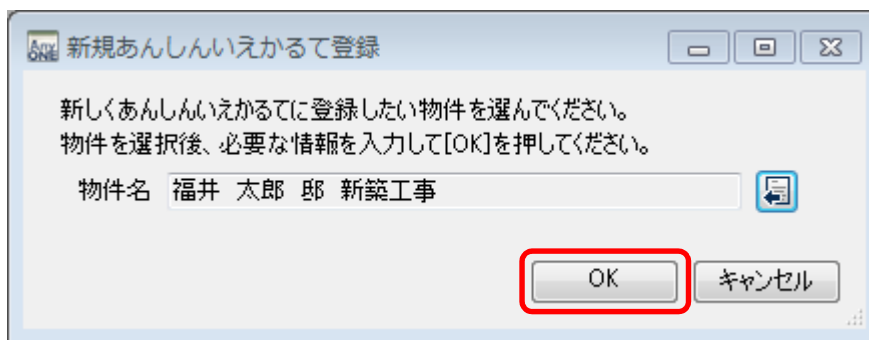 Any ONE 新規あんしんいえかるて登録
新しくあんしんいえかるてに登録したい物件を選んでください。
物件を選択後、必要な情報を入力して[OK]を押してください。
物件名 福井 太郎 邸 新築工事
OK キャンセル